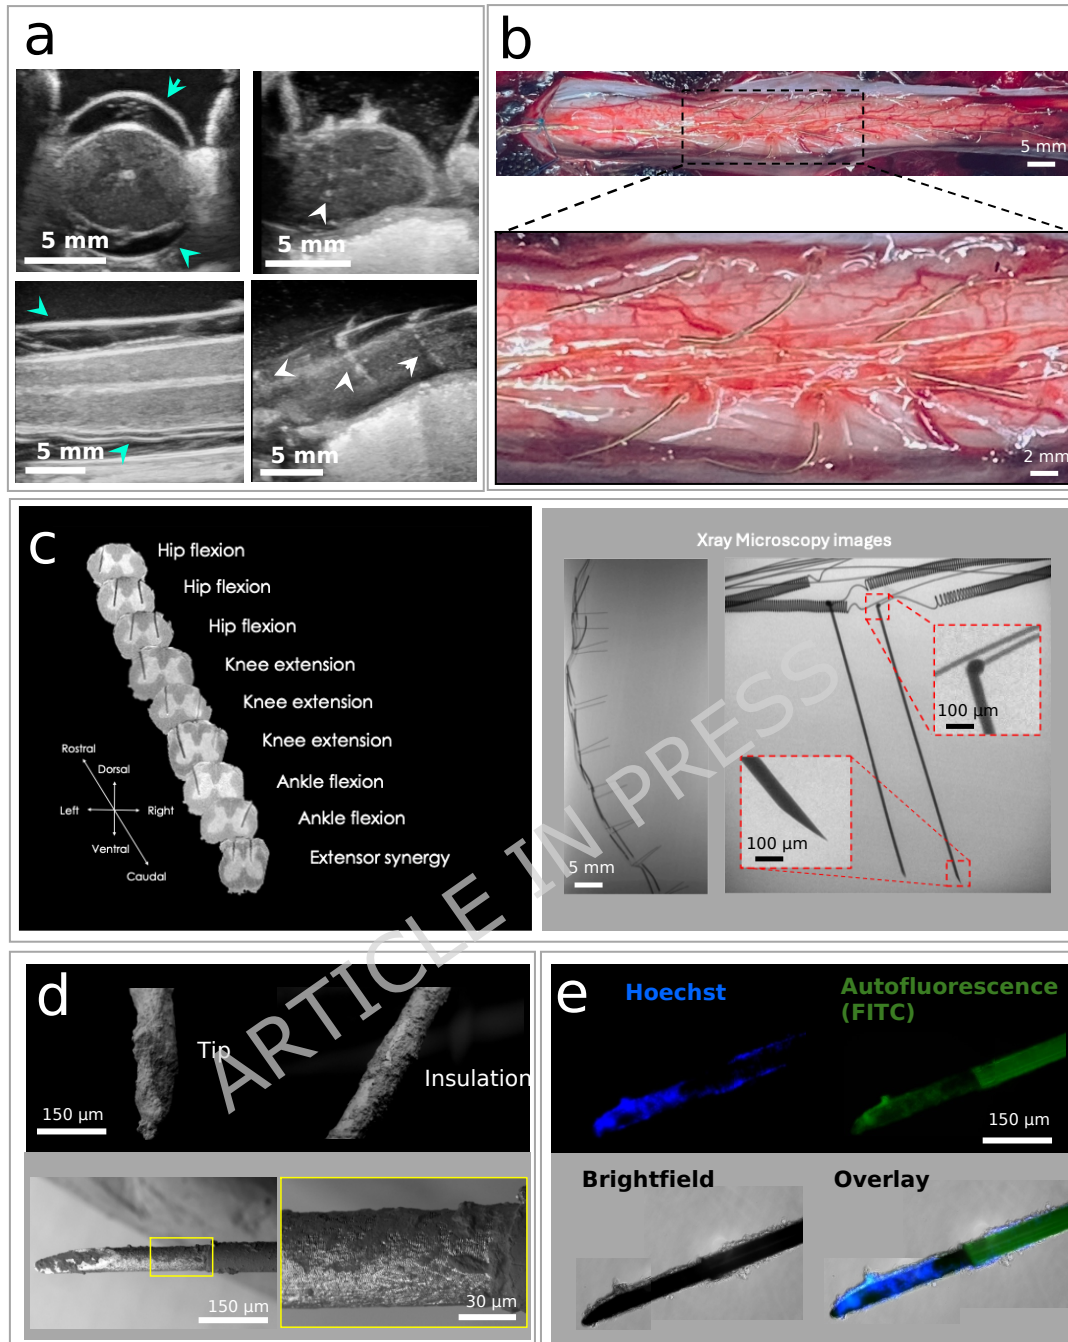 a
5 mm
5 mm
5 mm
5 mm
b
5 mm
2 mm
c
Hip flexion
Hip flexion
Hip flexion
Knee extension
Knee extension
Knee extension
Ankle flexion
Ankle flexion
Extensor synergy
Rostral
Dorsal
Left
Right
Ventral
Caudal
Xray Microscopy images
5 mm
100 µm
100 µm
ARTICLE IN PRESS
d
Tip
Insulation
150 µm
150 µm
30 µm
e
Hoechst
Autofluorescence
(FITC)
150 µm
Brightfield
Overlay